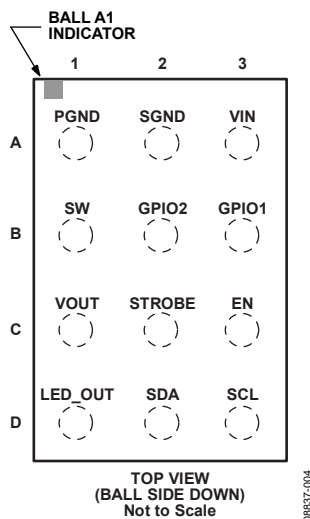 BALL A1
INDICATOR
1 2 3
PGND SGND VIN
A
SW GPIO2 GPIO1
B
VOUT STROBE EN
C
LED_OUT SDA SCL
D
TOP VIEW
(BALL SIDE DOWN)
Not to Scale
08837-004